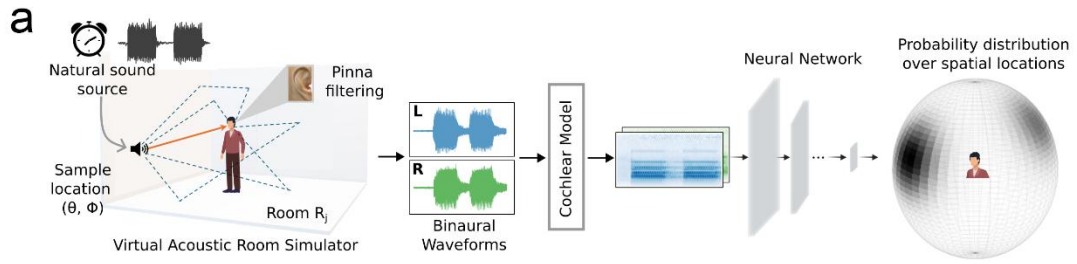 a
Natural sound
source
Pinna
filtering
Sample
location
(θ, Φ)
Room Rj
Virtual Acoustic Room Simulator
L
R
Binaural
Waveforms
Cochlear Model
Neural Network
...
Probability distribution
over spatial locations